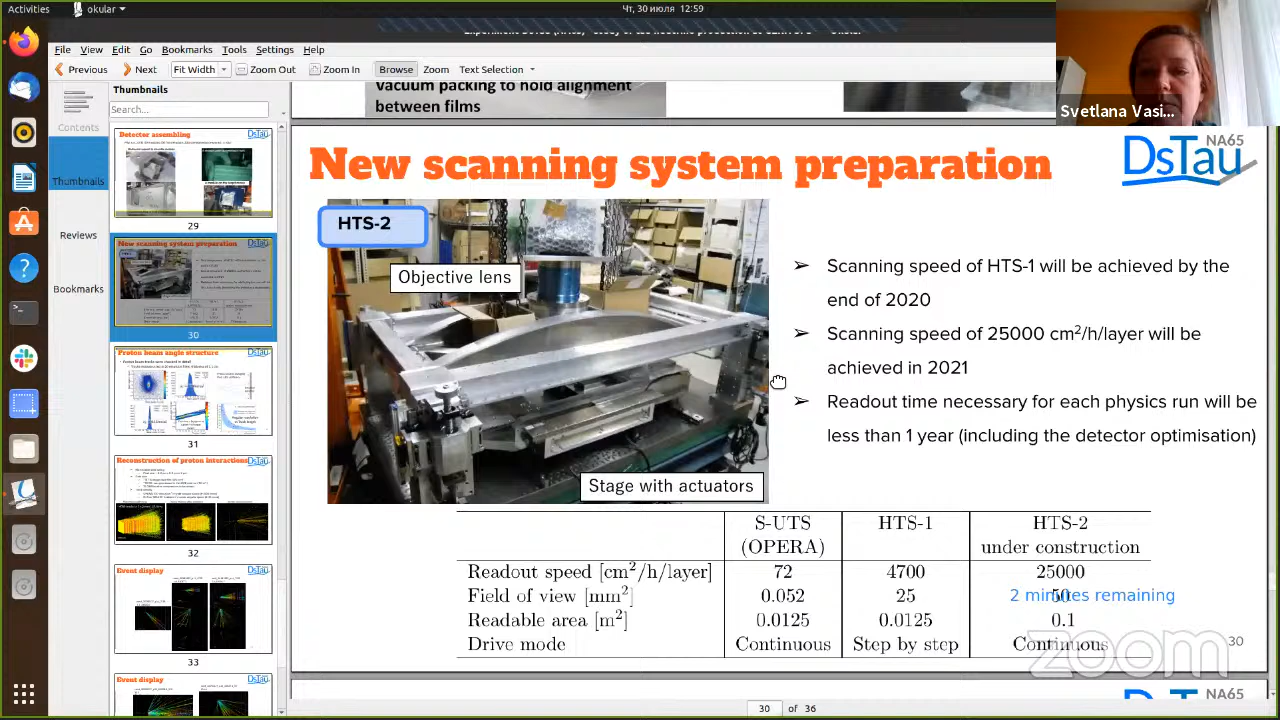 Activities
okular
Чт, 30 июля 12:59
File View Edit Go Bookmarks Tools Settings Help
Previous Next Fit Width Zoom Out Zoom In Browse Zoom Text Selection
Contents
Thumbnails
Reviews
Bookmarks
Thumbnails
Search...
Detector assembling
DsTau
29
New scanning system preparation
30
Proton beam angle structure
DsTau
31
Reconstruction of proton interactions
DsTau
32
Event display
DsTau
33
Event display
DsTau
vacuum packing to hold alignment
between films
Svetlana Vasi...
New scanning system preparation
DsTau NA65
HTS-2
Objective lens
Stage with actuators
➢ Scanning speed of HTS-1 will be achieved by the
end of 2020
➢ Scanning speed of 25000 cm²/h/layer will be
achieved in 2021
➢ Readout time necessary for each physics run will be
less than 1 year (including the detector optimisation)
S-UTS HTS-1 HTS-2
(OPERA) under construction
Readout speed [cm²/h/layer] 72 4700 25000
Field of view [mm²] 0.052 25 50
2 minutes remaining
Readable area [m²] 0.0125 0.0125 0.1
Drive mode Continuous Step by step Continuous
30
zoom
NA65
30 of 36